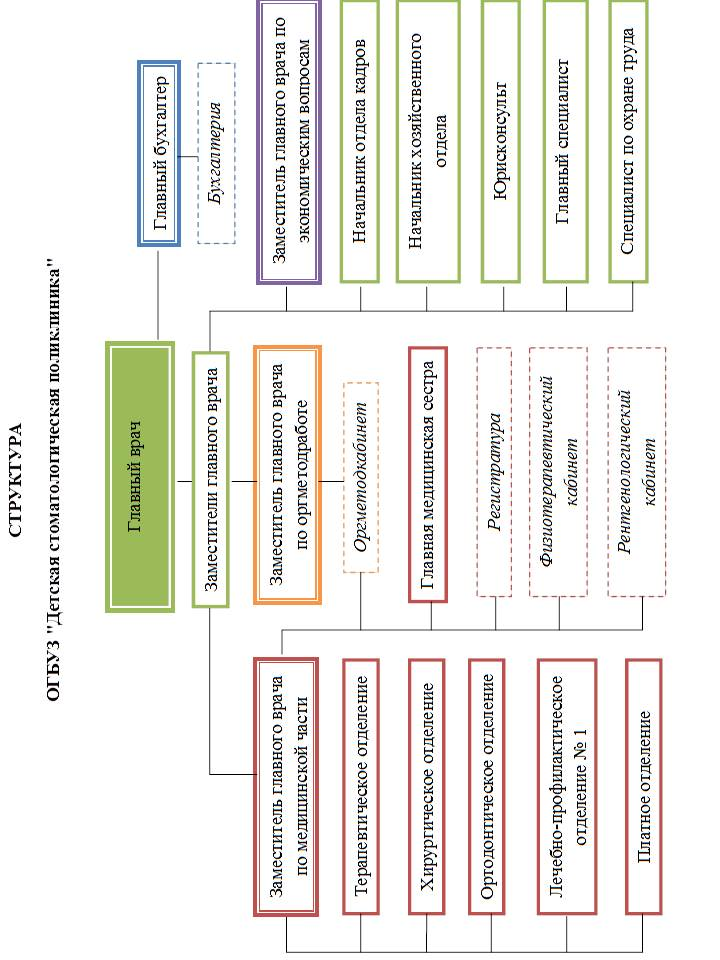 СТРУКТУРА
ОГБУЗ "Детская стоматологическая поликлиника"
Главный врач
Главный бухгалтер
Бухгалтерия
Заместители главного врача
Заместитель главного врача
по медицинской части
Терапевтическое отделение
Хирургическое отделение
Ортодонтическое отделение
Лечебно-профилактическое
отделение № 1
Платное отделение
Заместитель главного врача
по оргметодработе
Оргметодкабинет
Главная медицинская сестра
Регистратура
Физиотерапевтический
кабинет
Рентгенологический
кабинет
Заместитель главного врача по
экономическим вопросам
Начальник отдела кадров
Начальник хозяйственного
отдела
Юрисконсульт
Главный специалист
Специалист по охране труда